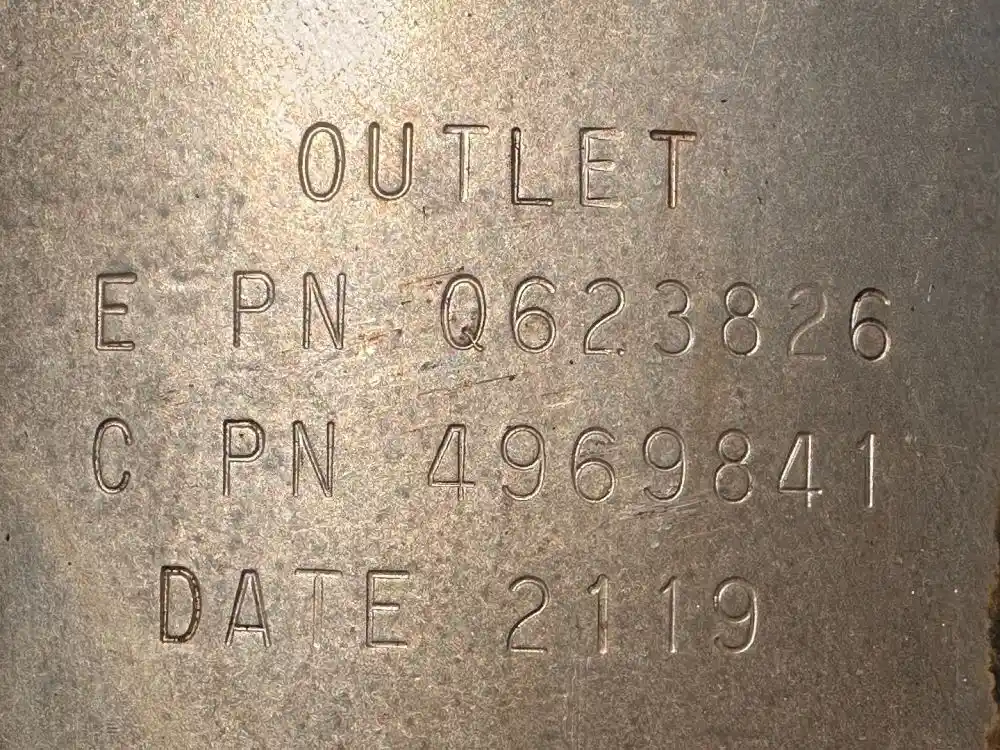 OUTLET
E PN Q623826
C PN 4969841
DATE 2119